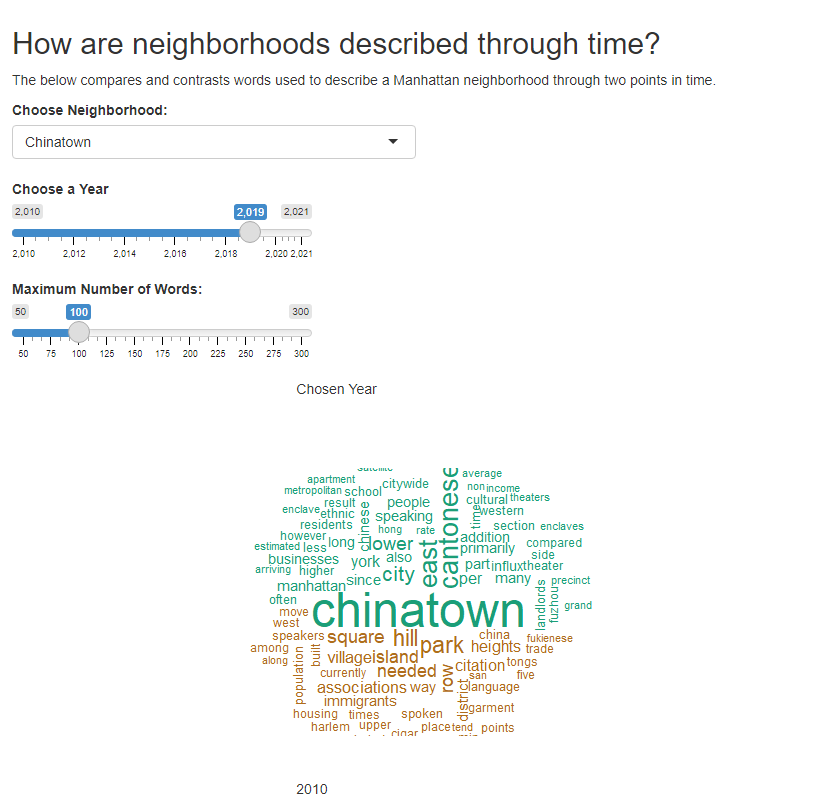 How are neighborhoods described through time?
The below compares and contrasts words used to describe a Manhattan neighborhood through two points in time.
Choose Neighborhood:
Chinatown
Choose a Year
2,010 2,019 2,021
2,010 2,012 2,014 2,016 2,018 2,020 2,021
Maximum Number of Words:
50 100 300
50 75 100 125 150 175 200 225 250 275 300
Chosen Year
satellite
apartment citywide cantonese average
metropolitan school non income
result people cultural theaters
enclave ethnic chinese speaking time western
residents hong rate section enclaves
however long lower east addition
estimated less primarily compared
businesses york also side
arriving higher since city part influx theater
manhattan per many precinct
often chinatown landlords fuzhou grand
move
west
speakers square hill park china fukienese
among heights trade
along built village island citation tongs
population currently needed row san five
associations way language
immigrants district garment
housing times spoken
harlem upper place tend points
cigar
2010